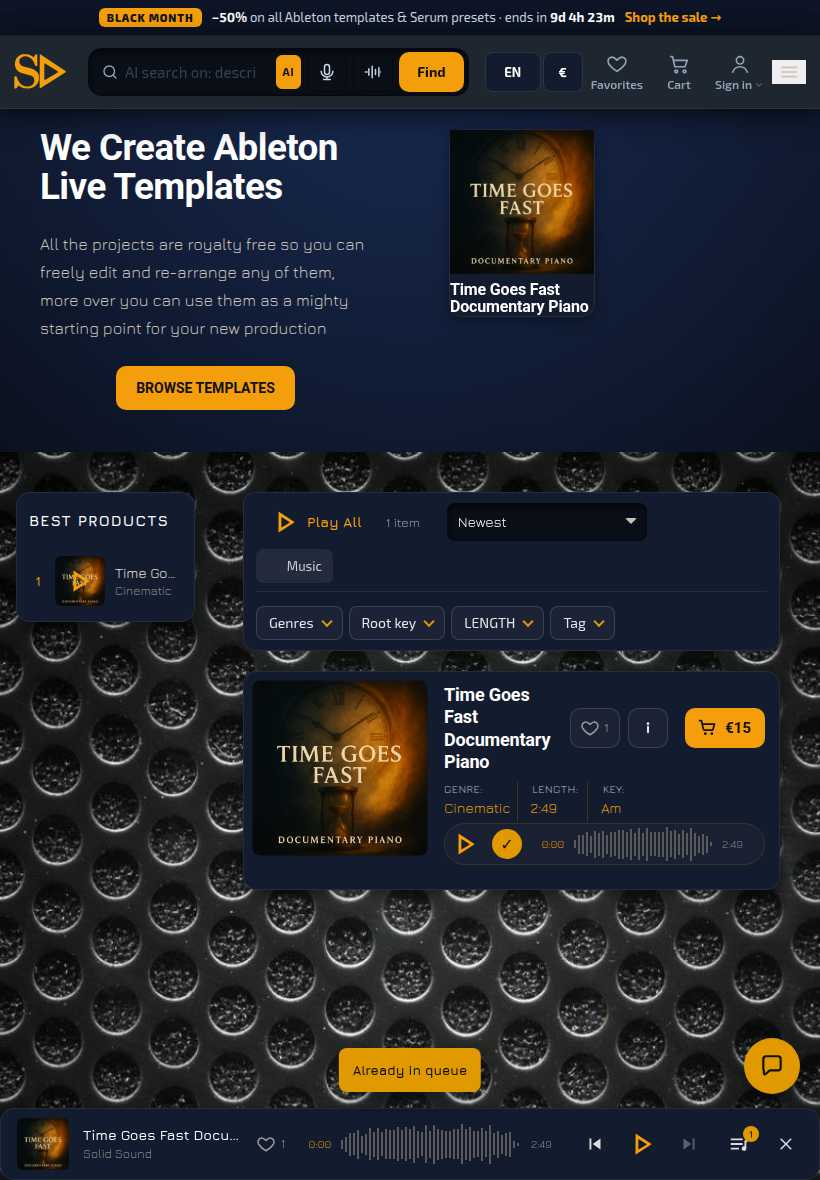 BLACK MONTH −50% on all Ableton templates & Serum presets · ends in 9d 4h 23m Shop the sale →
S
AI search on: descri AI Find EN € Favorites Cart Sign in
We Create Ableton
Live Templates
All the projects are royalty free so you can
freely edit and re-arrange any of them,
more over you can use them as a mighty
starting point for your new production
BROWSE TEMPLATES
TIME GOES
FAST
DOCUMENTARY PIANO
Time Goes Fast
Documentary Piano
BEST PRODUCTS
1
TIME GOES
FAST
Time Go...
Cinematic
Play All 1 item Newest
Music
Genres Root key LENGTH Tag
TIME GOES
FAST
DOCUMENTARY PIANO
Time Goes
Fast
Documentary
Piano
1 i €15
GENRE: LENGTH: KEY:
Cinematic 2:49 Am
✓ 0:00 2:49
Already in queue
TIME GOES
FAST
Time Goes Fast Docu...
Solid Sound
1 0:00 2:49 1